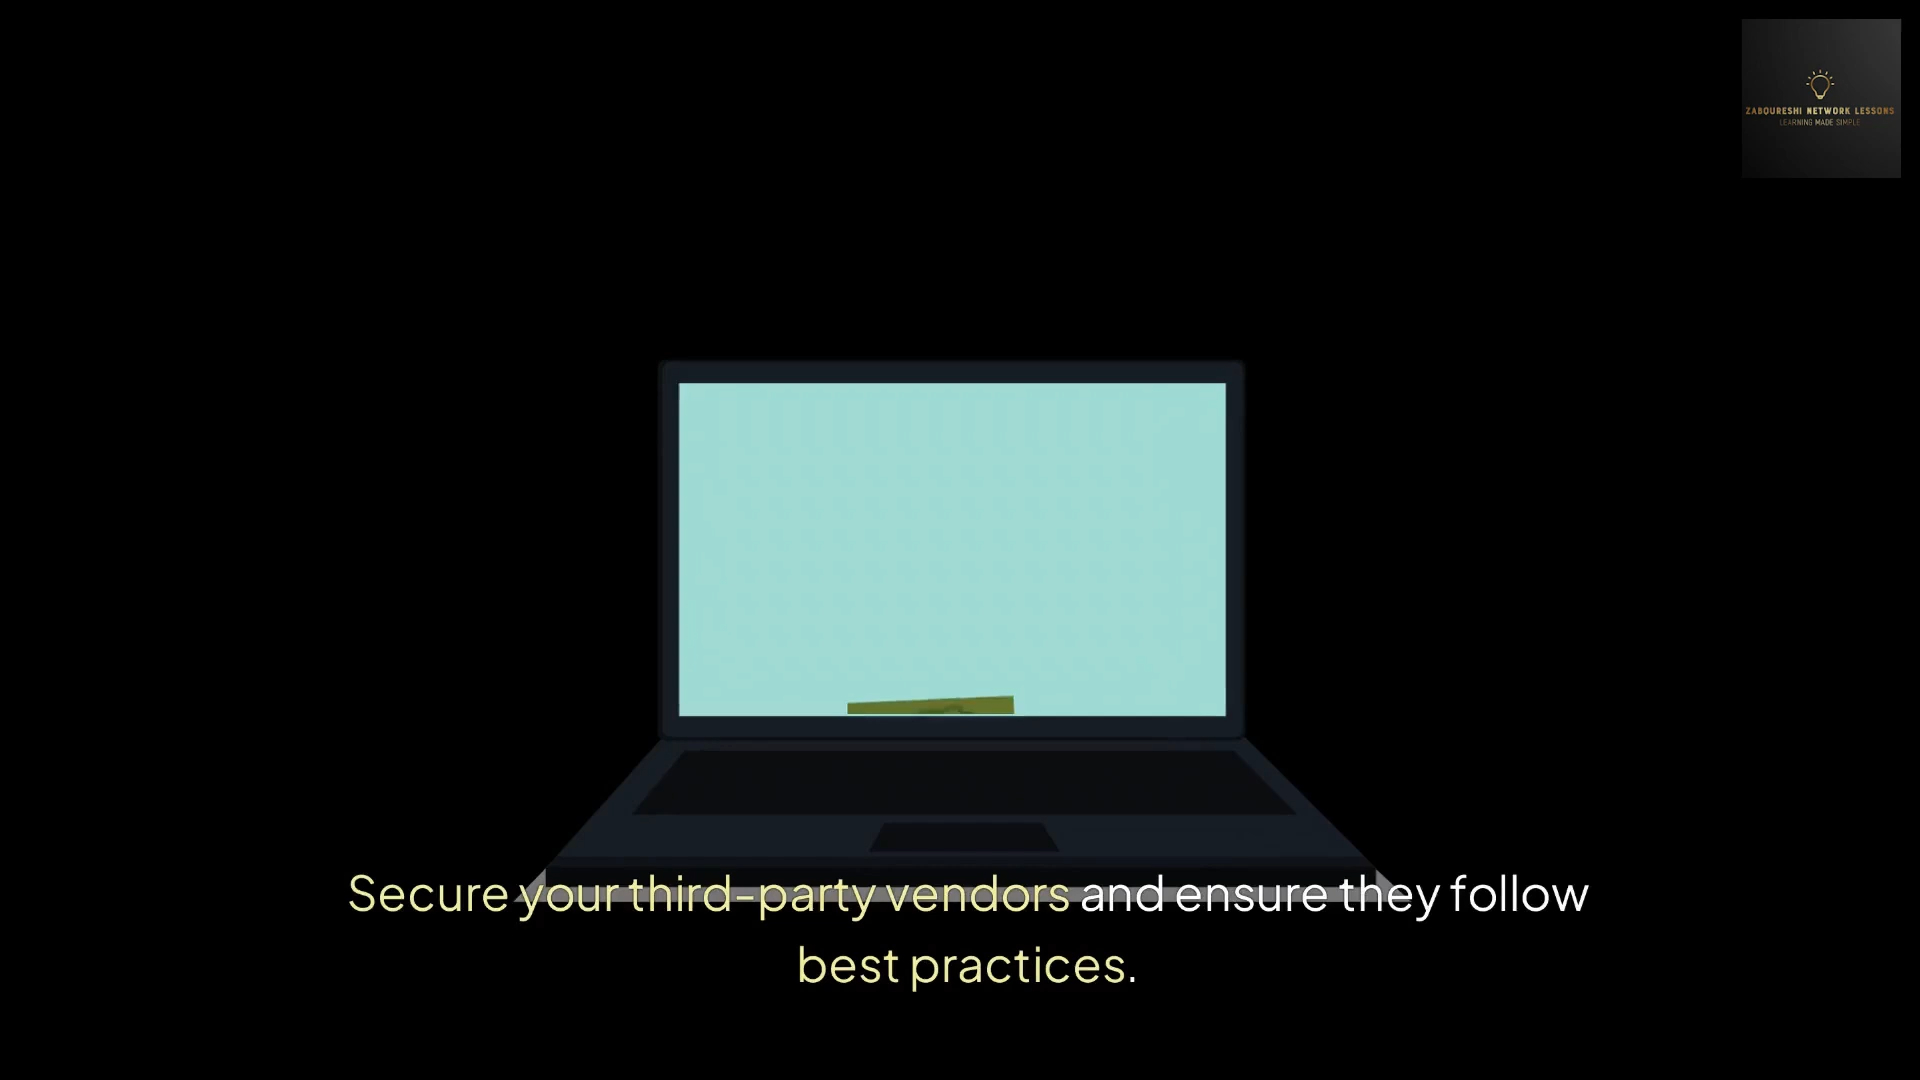 ZABOURESHI NETWORK LESSONS
LEARNING MADE SIMPLE
Secure your third-party vendors and ensure they follow
best practices.